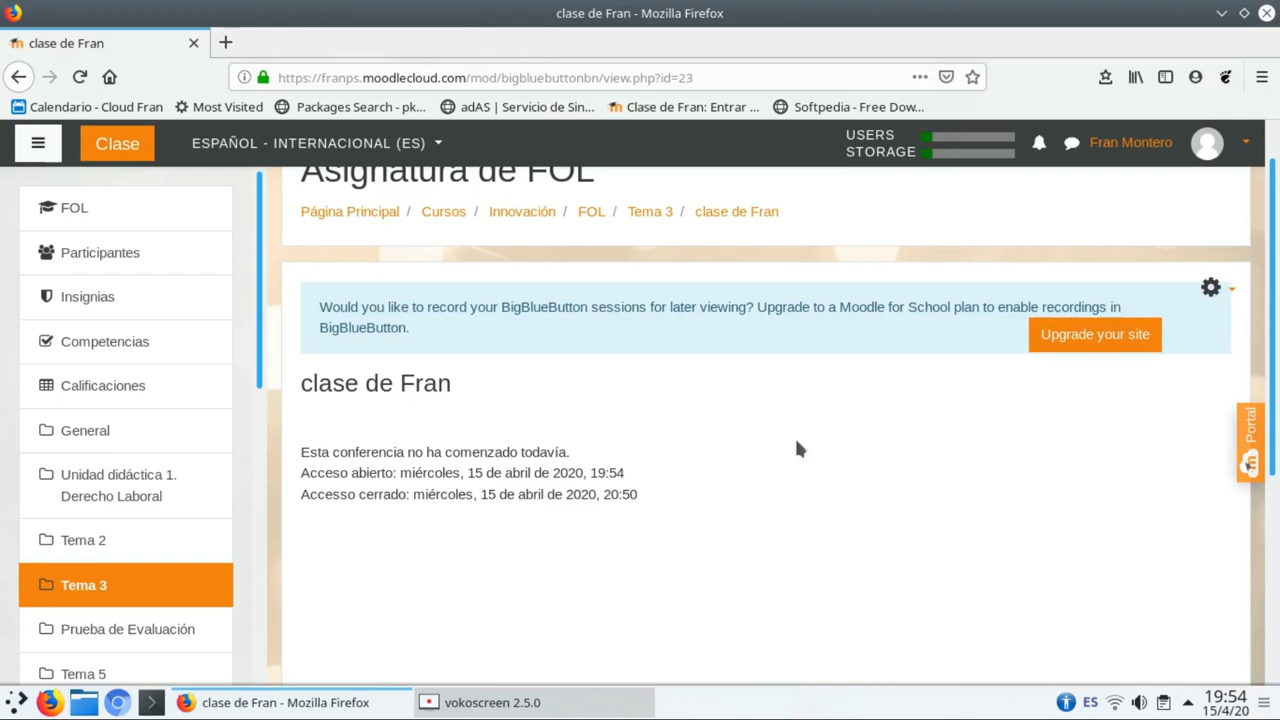 clase de Fran - Mozilla Firefox
clase de Fran
https://franps.moodlecloud.com/mod/bigbluebuttonbn/view.php?id=23
Calendario - Cloud Fran
Most Visited
Packages Search - pk...
adAS | Servicio de Sin...
Clase de Fran: Entrar ...
Softpedia - Free Dow...
Clase
ESPAÑOL - INTERNACIONAL (ES)
USERS
STORAGE
Fran Montero
FOL
Participantes
Insignias
Competencias
Calificaciones
General
Unidad didáctica 1.
Derecho Laboral
Tema 2
Tema 3
Prueba de Evaluación
Tema 5
Asignatura de FOL
Página Principal / Cursos / Innovación / FOL / Tema 3 / clase de Fran
Would you like to record your BigBlueButton sessions for later viewing? Upgrade to a Moodle for School plan to enable recordings in
BigBlueButton.
Upgrade your site
clase de Fran
Esta conferencia no ha comenzado todavía.
Acceso abierto: miércoles, 15 de abril de 2020, 19:54
Accesso cerrado: miércoles, 15 de abril de 2020, 20:50
Portal
clase de Fran - Mozilla Firefox
vokoscreen 2.5.0
ES
19:54
15/4/20